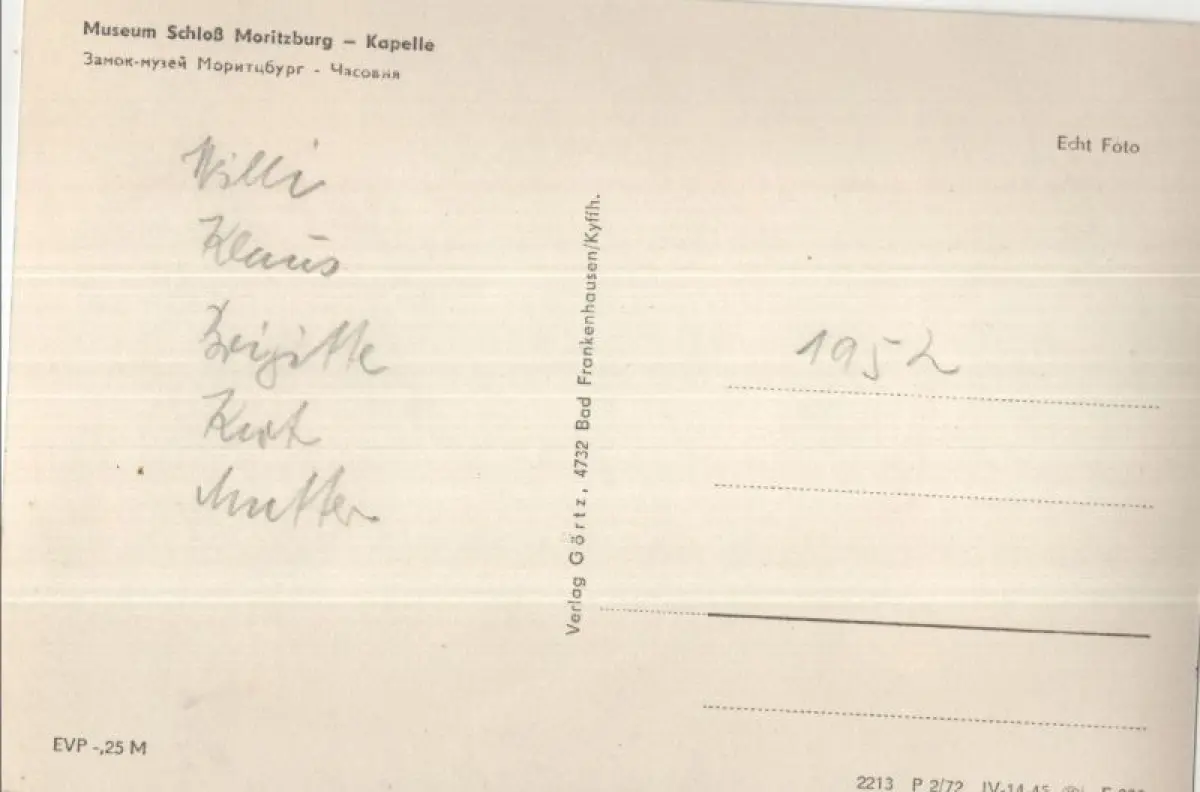 Museum Schloß Moritzburg – Kapelle
Замок-музей Моритцбург - Часовня
Echt Foto
Willi
Klaus
Brigitte
Kurt
Mutter
1952
Verlag Görtz, 4732 Bad Frankenhausen/Kyffh.
EVP -,25 M
2213 P 2/72 IV-14-45